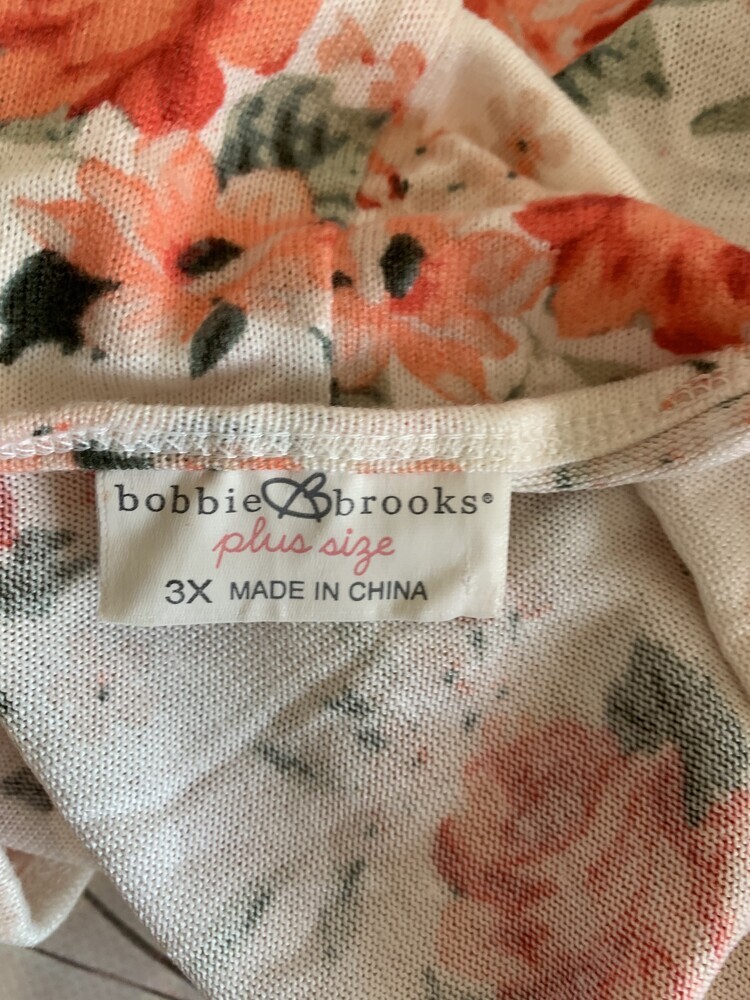 bobbie brooks®
plus size
3X MADE IN CHINA